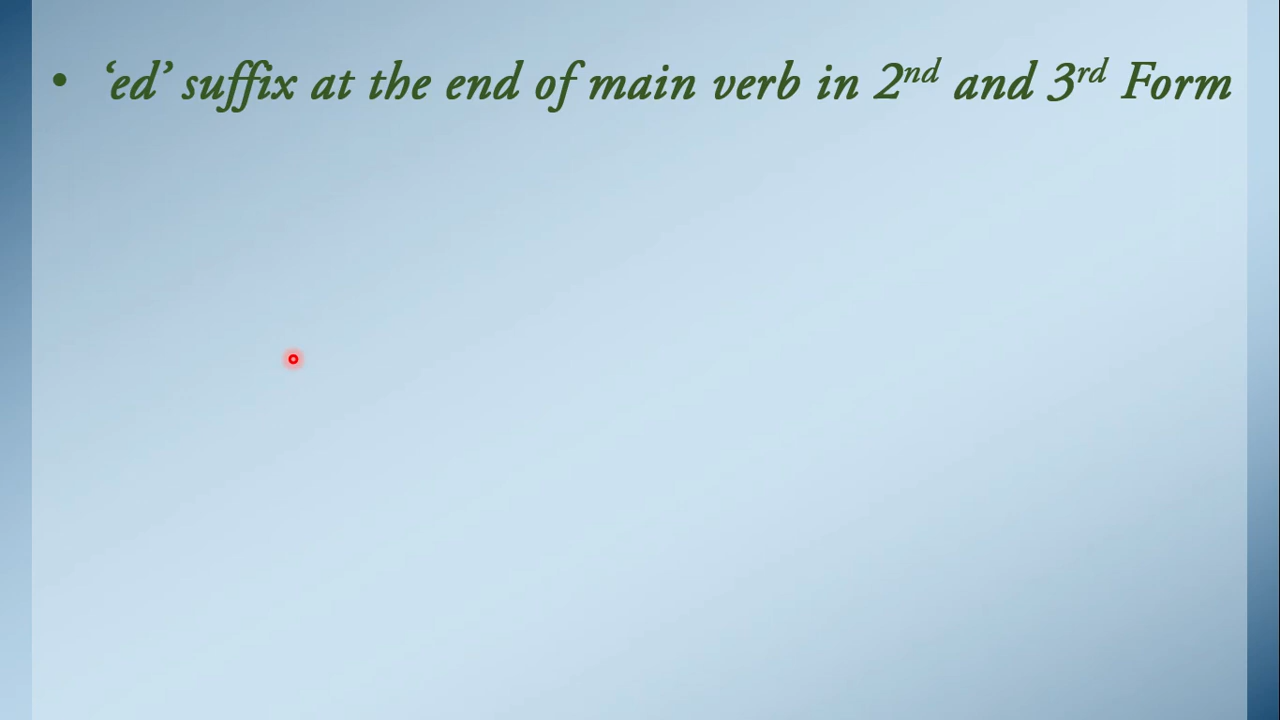 • ‘ed’ suffix at the end of main verb in 2nd and 3rd Form